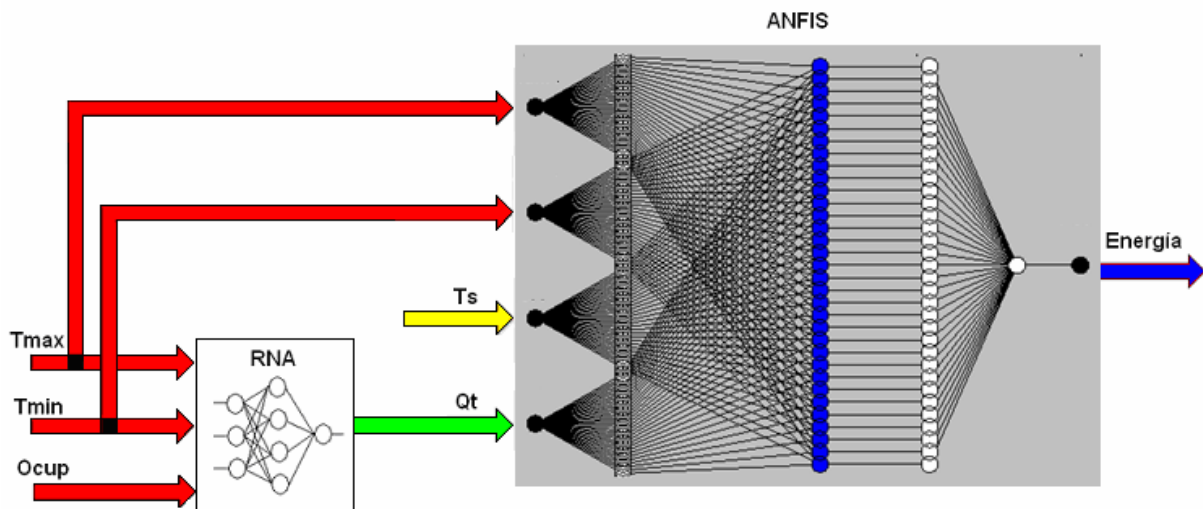 ANFIS
Energía
Ts
Tmax
RNA
Tmin
Qt
Ocup